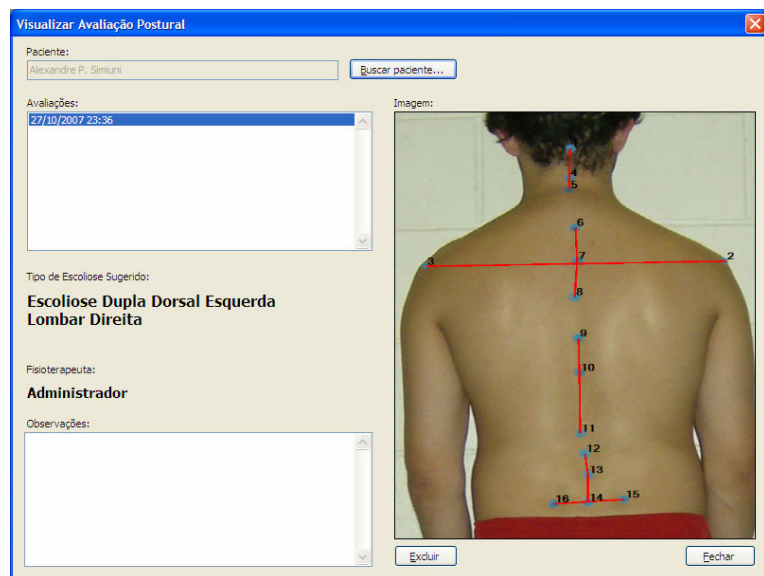 Visualizar Avaliação Postural
Paciente:
Alexandre P. Simiuni
Buscar paciente...
Avaliações:
27/10/2007 23:36
Imagem:
4
5
6
3
7
2
8
9
10
11
12
13
16
14
15
Tipo de Escoliose Sugerido:
Escoliose Dupla Dorsal Esquerda
Lombar Direita
Fisioterapeuta:
Administrador
Observações:
Excluir
Fechar